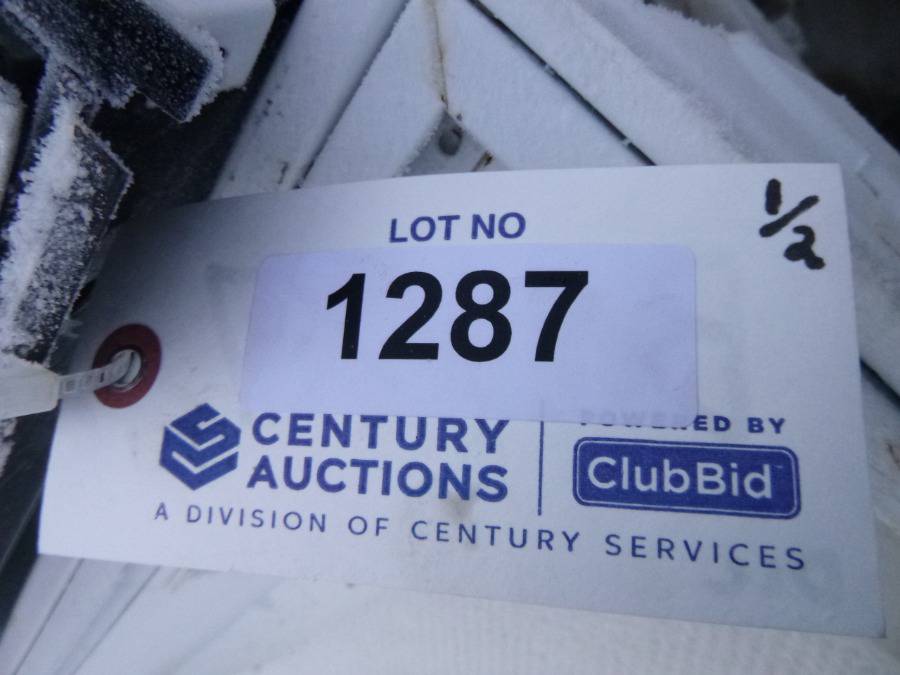 LOT NO
1/2
1287
CENTURY
AUCTIONS
POWERED BY
ClubBid
A DIVISION OF CENTURY SERVICES